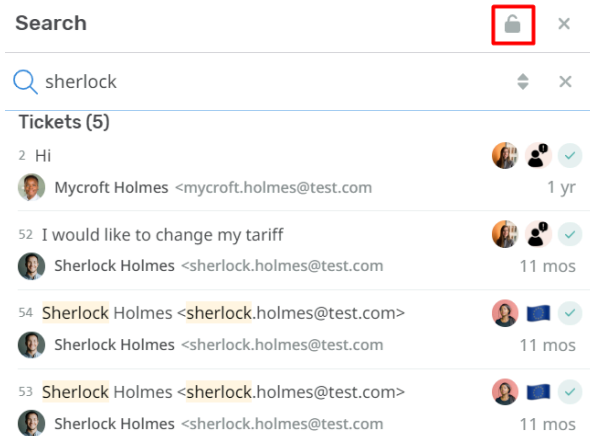 Search
sherlock
Tickets (5)
2 Hi
Mycroft Holmes <mycroft.holmes@test.com
1 yr
52 I would like to change my tariff
Sherlock Holmes <sherlock.holmes@test.com
11 mos
54 Sherlock Holmes <sherlock.holmes@test.com>
Sherlock Holmes <sherlock.holmes@test.com
11 mos
53 Sherlock Holmes <sherlock.holmes@test.com>
Sherlock Holmes <sherlock.holmes@test.com
11 mos